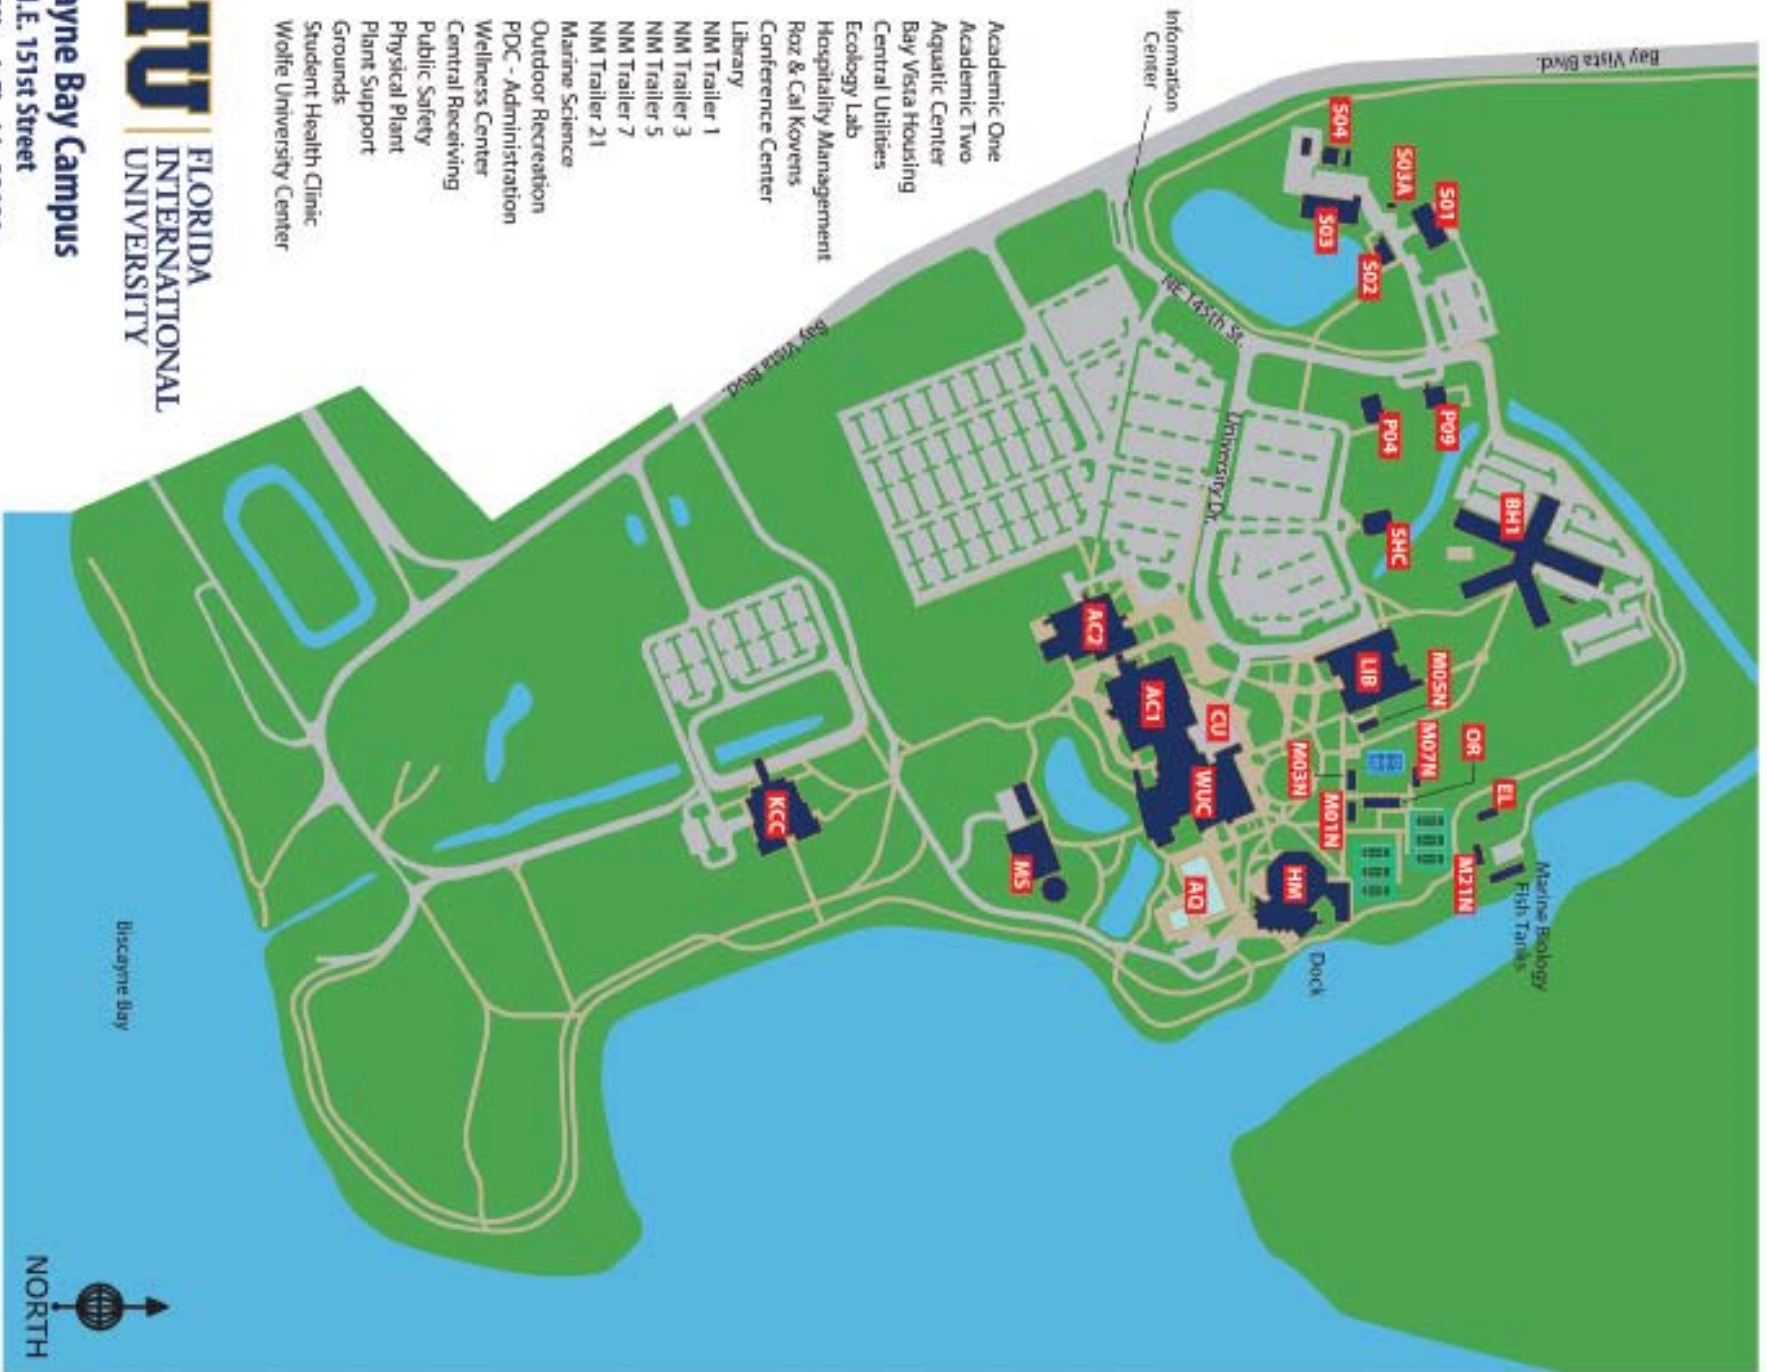 Bay Vista Blvd.
S04
S03A
S01
S03
S02
Information
Center
NE 145th St.
P09
P04
BH1
SHC
University Dr.
Bay Vista Blvd.
LIB
M05N
M07N
OR
EL
M03N
M01N
M21N
Marine Biology
Fish Tanks
AC2
AC1
CU
WUC
HM
AQ
Dock
MS
KCC
Biscayne Bay
NORTH
Academic One
Academic Two
Aquatic Center
Bay Vista Housing
Central Utilities
Ecology Lab
Hospitality Management
Roz & Cal Kovens
Conference Center
Library
NM Trailer 1
NM Trailer 3
NM Trailer 5
NM Trailer 7
NM Trailer 21
Marine Science
Outdoor Recreation
PDC - Administration
Wellness Center
Central Receiving
Public Safety
Physical Plant
Plant Support
Grounds
Student Health Clinic
Wolfe University Center
IU
FLORIDA
INTERNATIONAL
UNIVERSITY
ayne Bay Campus
151st Street